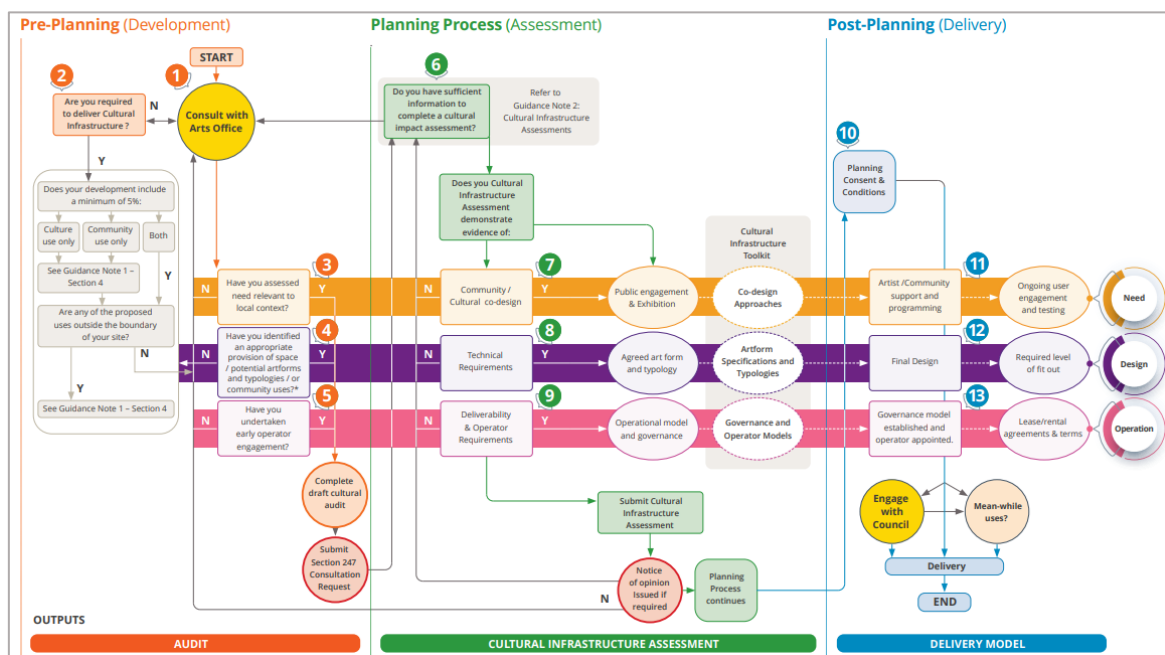 Pre-Planning (Development)
Planning Process (Assessment)
Post-Planning (Delivery)
START
1
2
Are you required
to deliver Cultural
Infrastructure ?
N
Consult with
Arts Office
Y
Does your development include
a minimum of 5%:
Culture
use only
Community
use only
Both
Y
See Guidance Note 1 –
Section 4
Are any of the proposed
uses outside the boundary
of your site?
N
Y
See Guidance Note 1 – Section 4
3
N
Have you assessed
need relevant to
local context?
Y
4
N
Have you identified
an appropriate
provision of space
/ potential artforms
and typologies / or
community uses?*
Y
5
N
Have you
undertaken
early operator
engagement?
Y
Complete
draft cultural
audit
Submit
Section 247
Consultation
Request
6
Do you have sufficient
information to
complete a cultural
impact assessment?
Refer to
Guidance Note 2:
Cultural Infrastructure
Assessments
Does you Cultural
Infrastructure
Assessment
demonstrate
evidence of:
Cultural
Infrastructure
Toolkit
7
N
Community /
Cultural co-design
Y
Public engagement
& Exhibition
Co-design
Approaches
8
N
Technical
Requirements
Y
Agreed art form
and typology
Artform
Specifications and
Typologies
9
N
Deliverability
& Operator
Requirements
Y
Operational model
and governance
Governance and
Operator Models
Submit Cultural
Infrastructure
Assessment
N
Notice
of opinion
Issued if
required
Planning
Process
continues
10
Planning
Consent &
Conditions
11
Artist /Community
support and
programming
Ongoing user
engagement
and testing
Need
12
Final Design
Required level
of fit out
Design
13
Governance model
established and
operator appointed.
Lease/rental
agreements & terms
Operation
Engage
with
Council
Mean-while
uses?
Delivery
END
OUTPUTS
AUDIT
CULTURAL INFRASTRUCTURE ASSESSMENT
DELIVERY MODEL